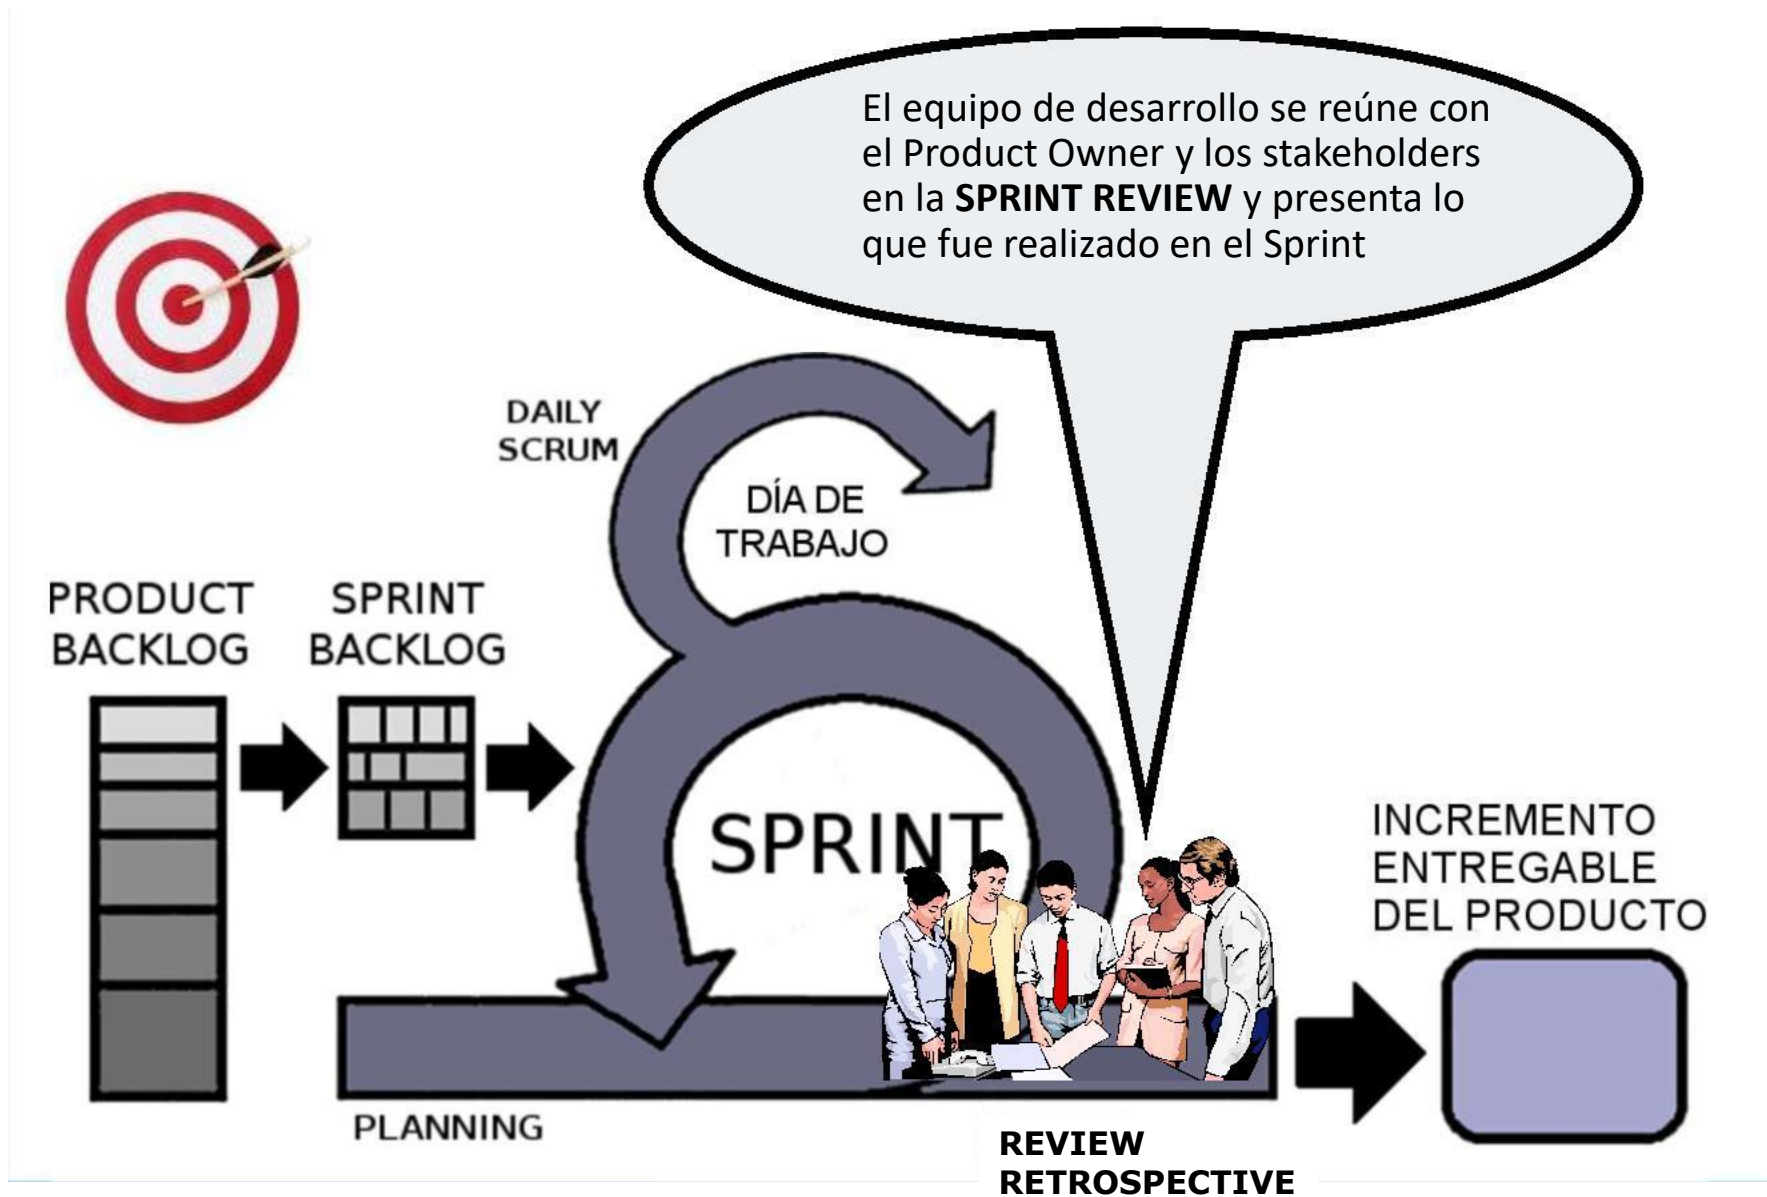 El equipo de desarrollo se reúne con
el Product Owner y los stakeholders
en la SPRINT REVIEW y presenta lo
que fue realizado en el Sprint
DAILY
SCRUM
DÍA DE
TRABAJO
PRODUCT
BACKLOG
SPRINT
BACKLOG
SPRINT
INCREMENTO
ENTREGABLE
DEL PRODUCTO
PLANNING
REVIEW
RETROSPECTIVE